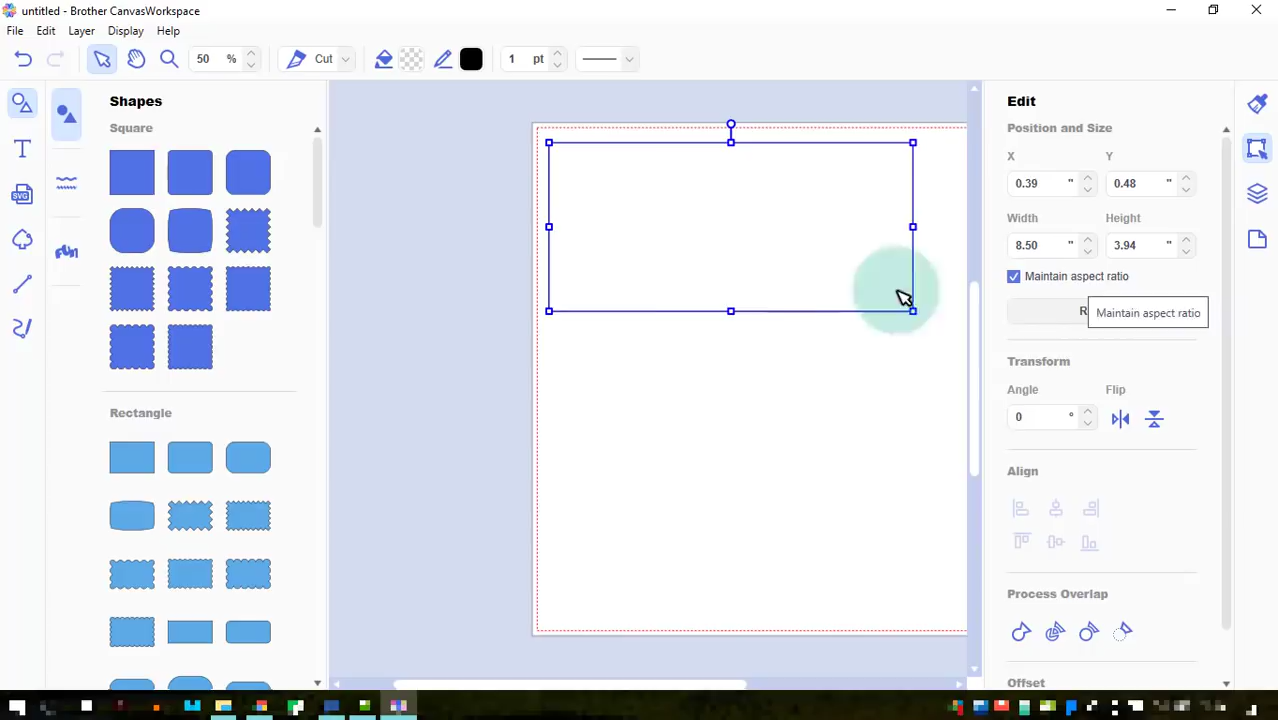 untitled - Brother CanvasWorkspace
File Edit Layer Display Help
50 % Cut 1 pt
Shapes
Square
Rectangle
SVG
Edit
Position and Size
X Y
0.39 " 0.48 "
Width Height
8.50 " 3.94 "
Maintain aspect ratio
R
Maintain aspect ratio
Transform
Angle Flip
0 °
Align
Process Overlap
Offset